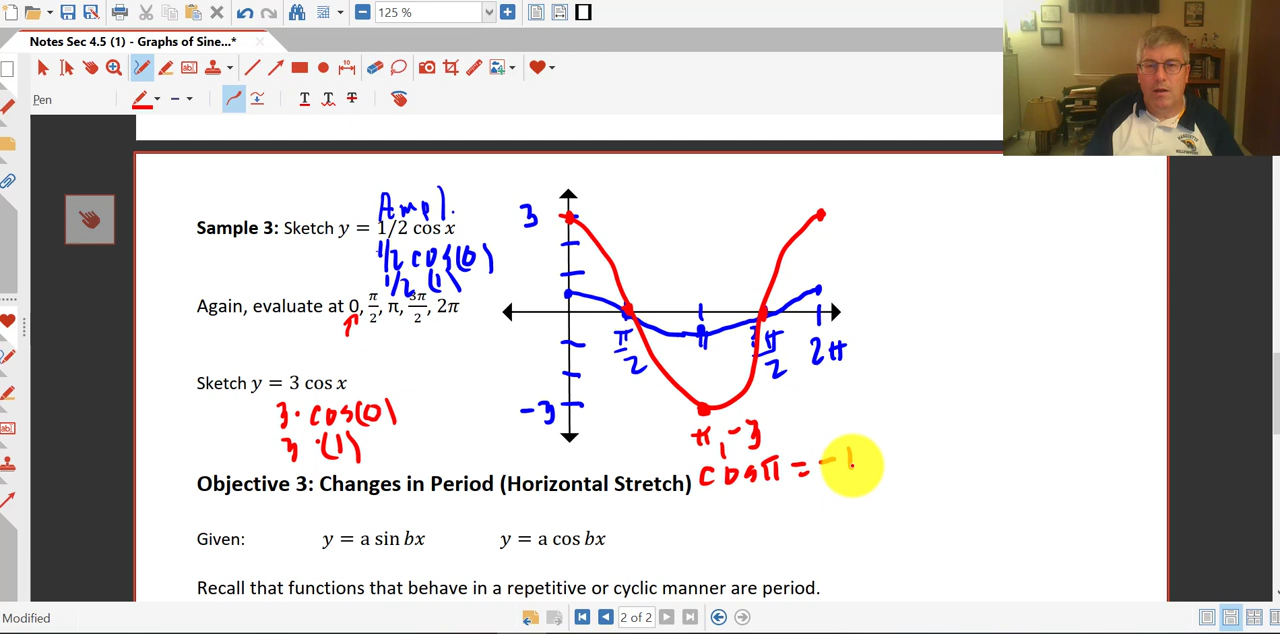 125 %
Notes Sec 4.5 (1) - Graphs of Sine...*
Pen
Ampl.
Sample 3: Sketch y = 1/2 cos x
1/2 cos(0)
1/2 (1)
Again, evaluate at 0, π/2, π, 3π/2, 2π
Sketch y = 3 cos x
3 · cos(0)
3 · (1)
3
-3
π/2
π
3π/2
2π
π, -3
cos π = -1
Objective 3: Changes in Period (Horizontal Stretch)
Given: y = a sin bx y = a cos bx
Recall that functions that behave in a repetitive or cyclic manner are period.
Modified
2 of 2